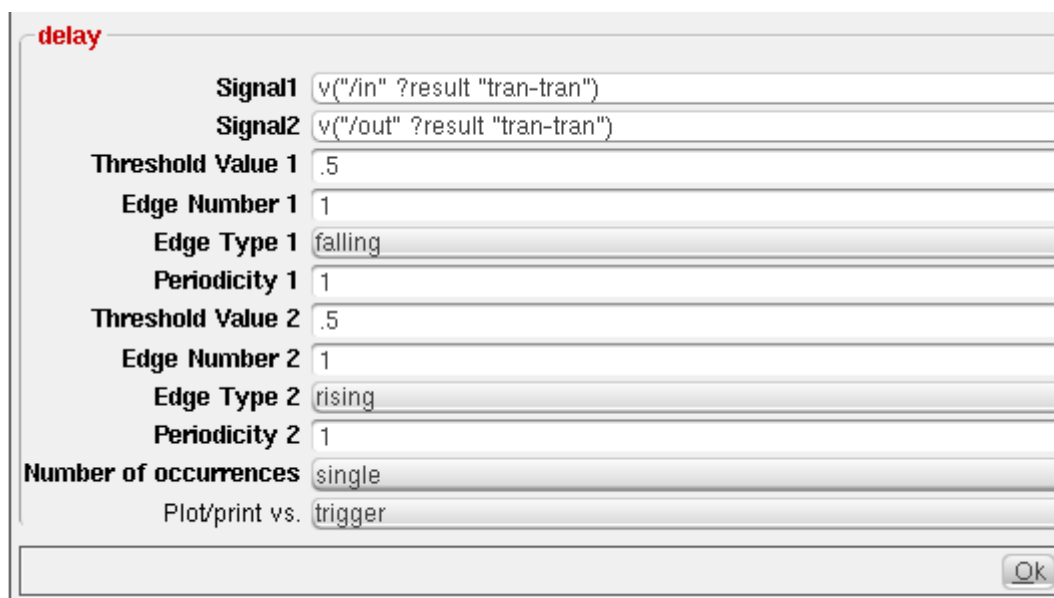 delay
Signal1 v("/in" ?result "tran-tran")
Signal2 v("/out" ?result "tran-tran")
Threshold Value 1 .5
Edge Number 1 1
Edge Type 1 falling
Periodicity 1 1
Threshold Value 2 .5
Edge Number 2 1
Edge Type 2 rising
Periodicity 2 1
Number of occurrences single
Plot/print vs. trigger
Ok